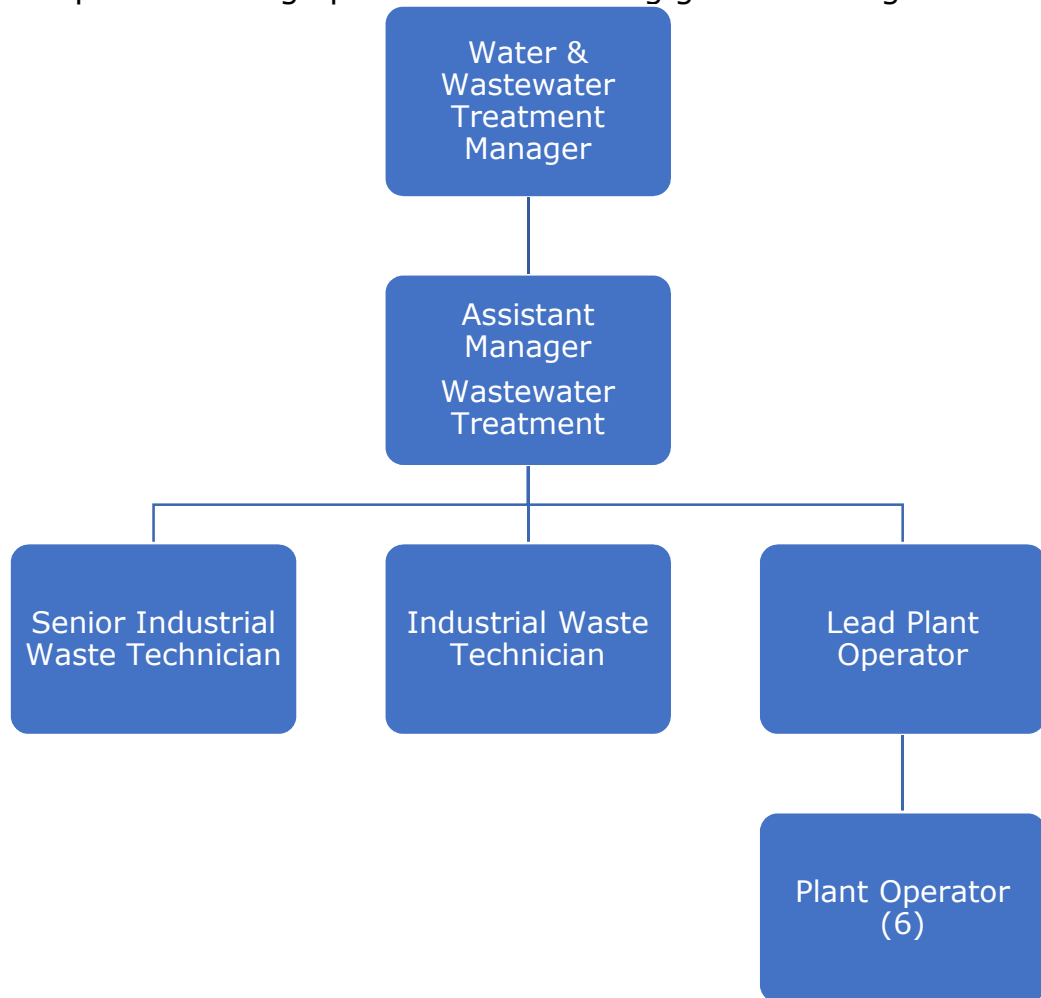 Water &
Wastewater
Treatment
Manager
Assistant
Manager
Wastewater
Treatment
Senior Industrial
Waste Technician
Industrial Waste
Technician
Lead Plant
Operator
Plant Operator
(6)